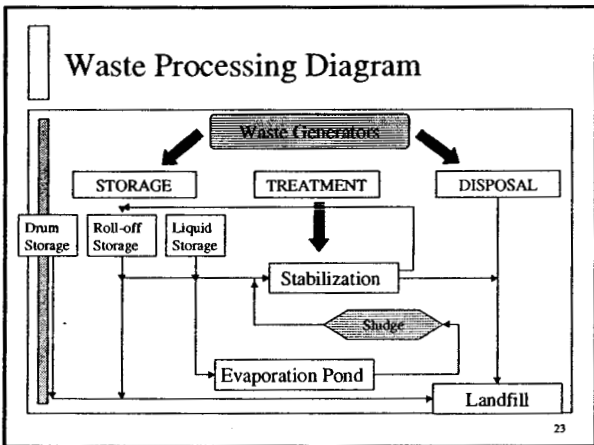 Waste Processing Diagram
Waste Generators
STORAGE
TREATMENT
DISPOSAL
Drum
Storage
Roll-off
Storage
Liquid
Storage
Stabilization
Sludge
Evaporation Pond
Landfill
23